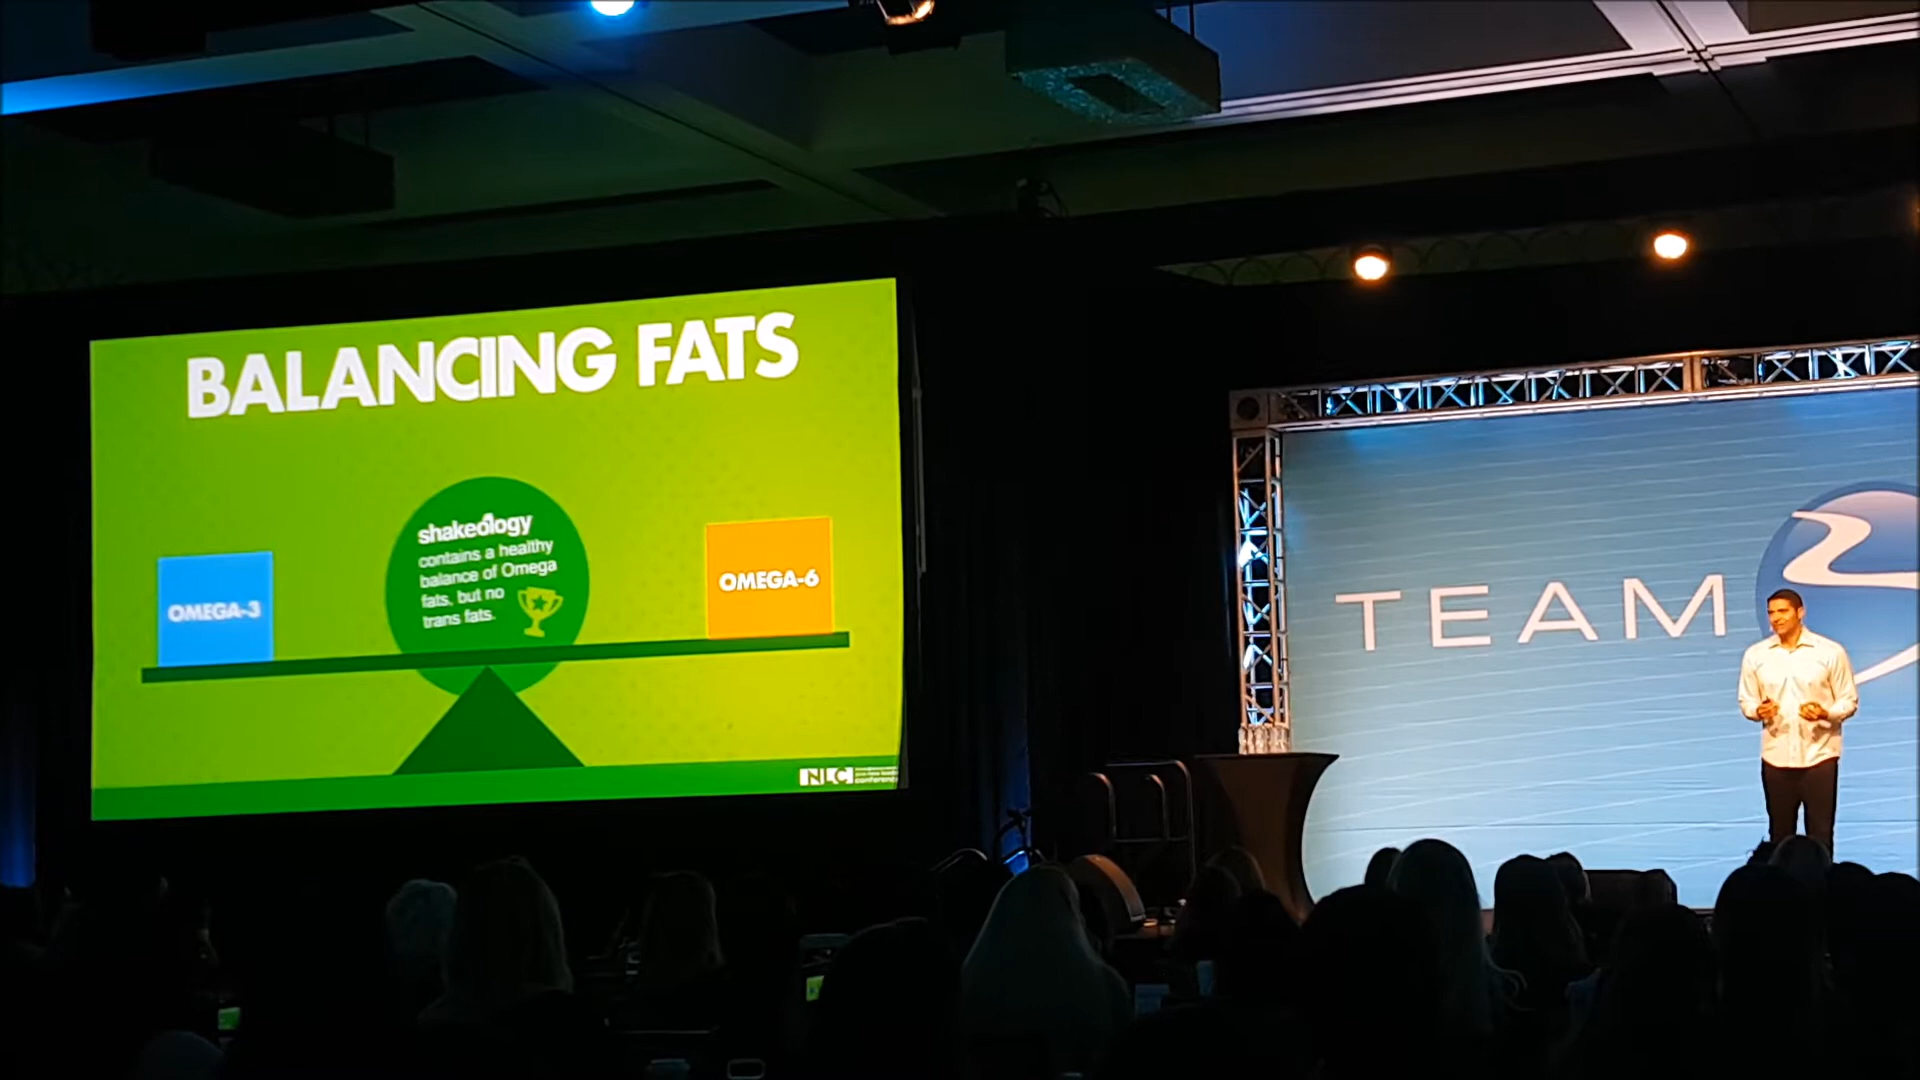 BALANCING FATS
shakeology
contains a healthy
balance of Omega
fats, but no
trans fats.
OMEGA-3
OMEGA-6
NLC
conference
TEAM